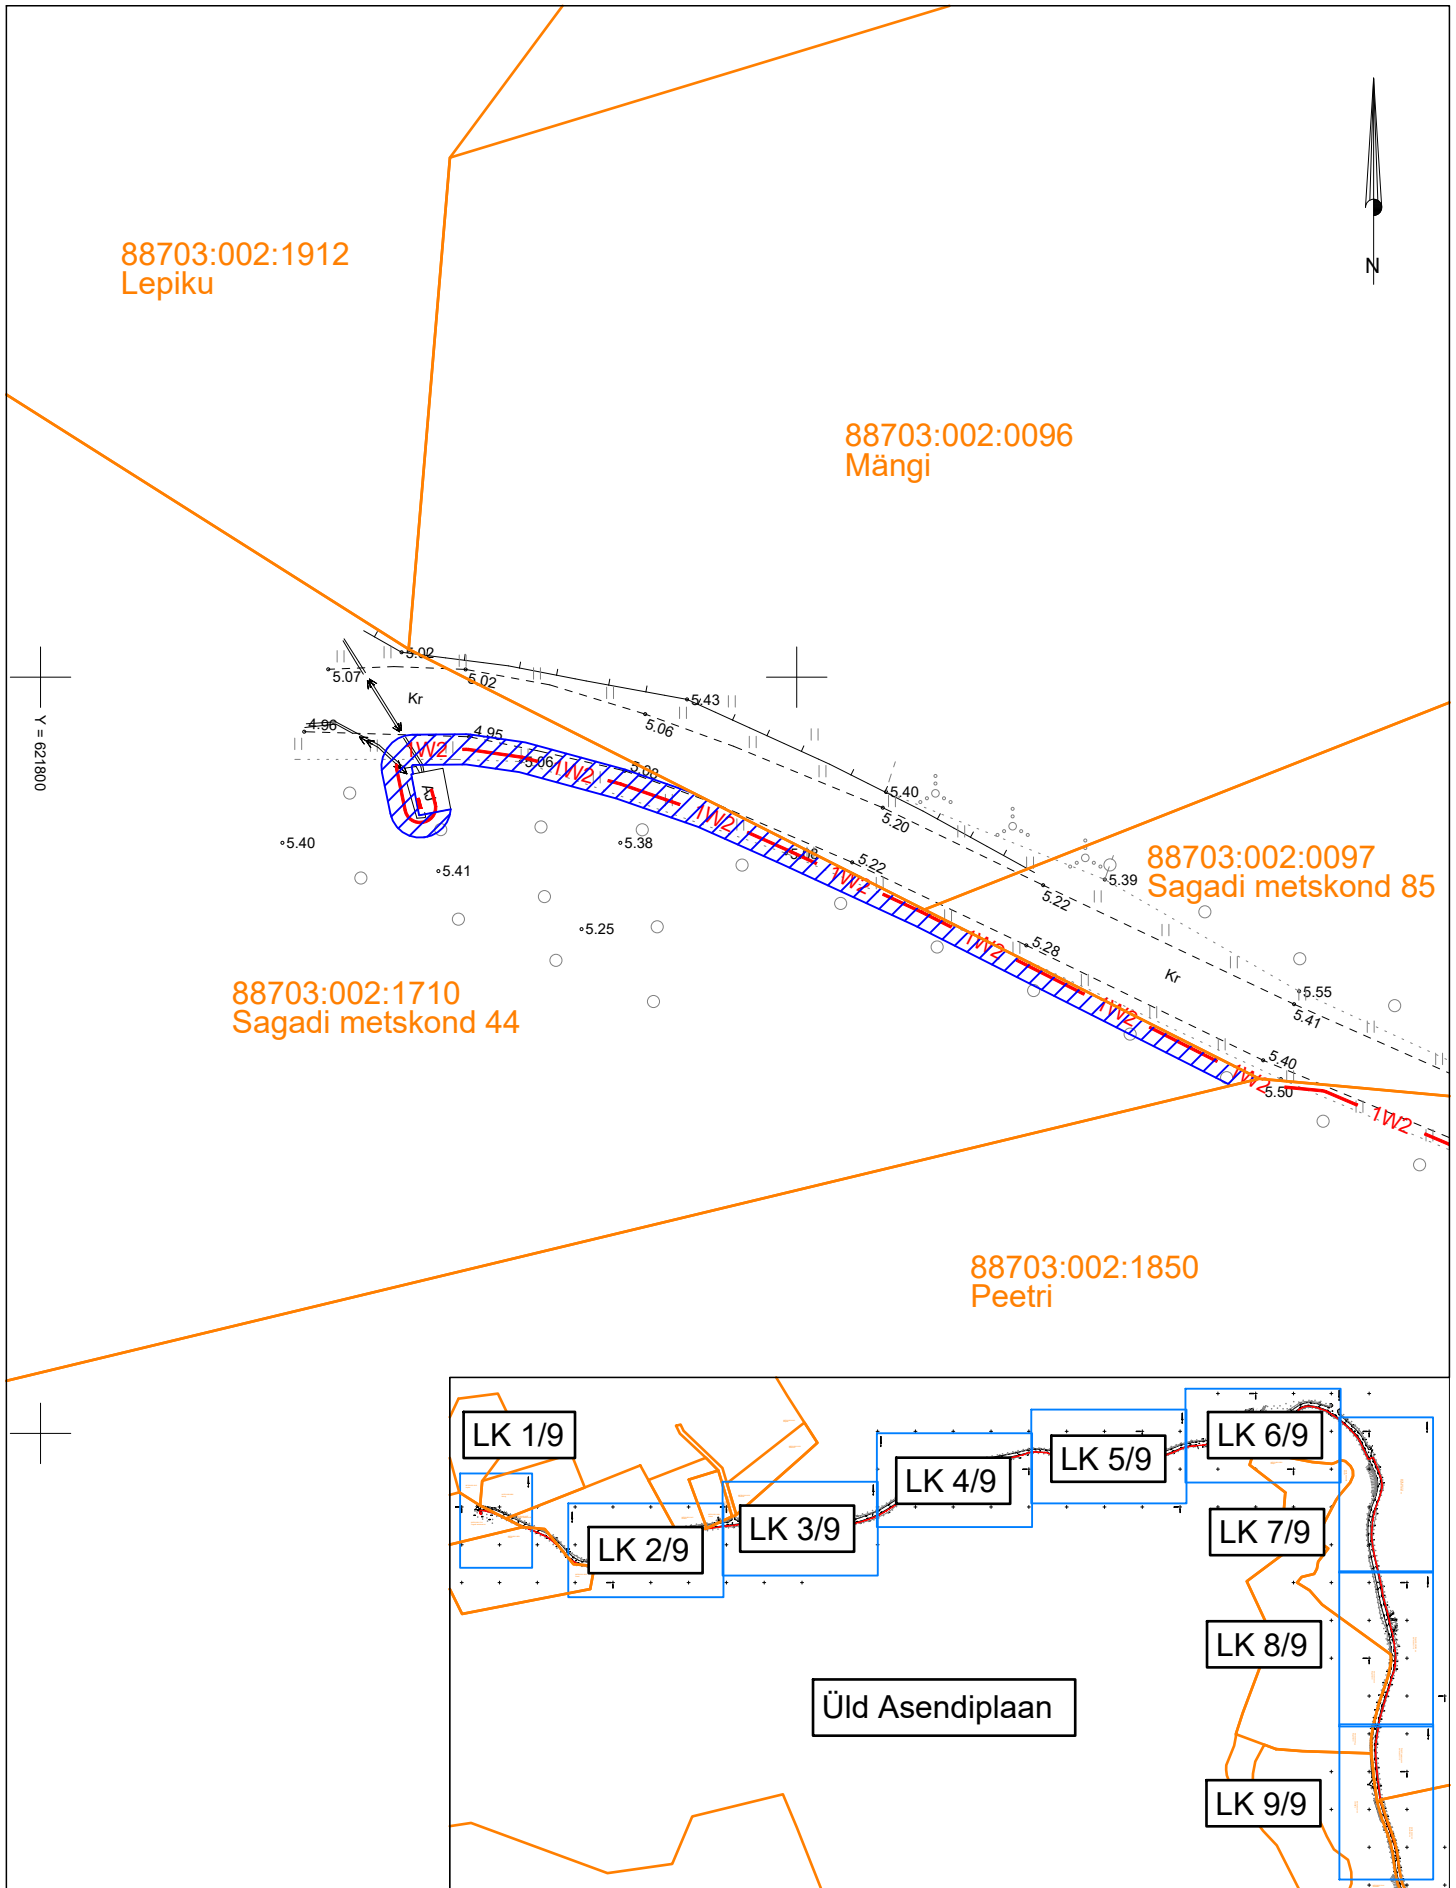 N
88703:002:1912
Lepiku
88703:002:0096
Mängi
5.02
5.07
5.02
Kr
5.43
5.06
4.96
4.95
Y = 621800
1W2
5.06
1W2
5.08
AJ
5.40
5.20
1W2
5.40
5.38
5.41
5.22
1W2
5.39
5.22
88703:002:0097
Sagadi metskond 85
5.25
1W2
5.28
Kr
88703:002:1710
Sagadi metskond 44
5.55
5.41
1W2
5.40
1W2
5.50
1W2
88703:002:1850
Peetri
LK 1/9
LK 2/9
LK 3/9
LK 4/9
LK 5/9
LK 6/9
LK 7/9
LK 8/9
LK 9/9
Üld Asendiplaan